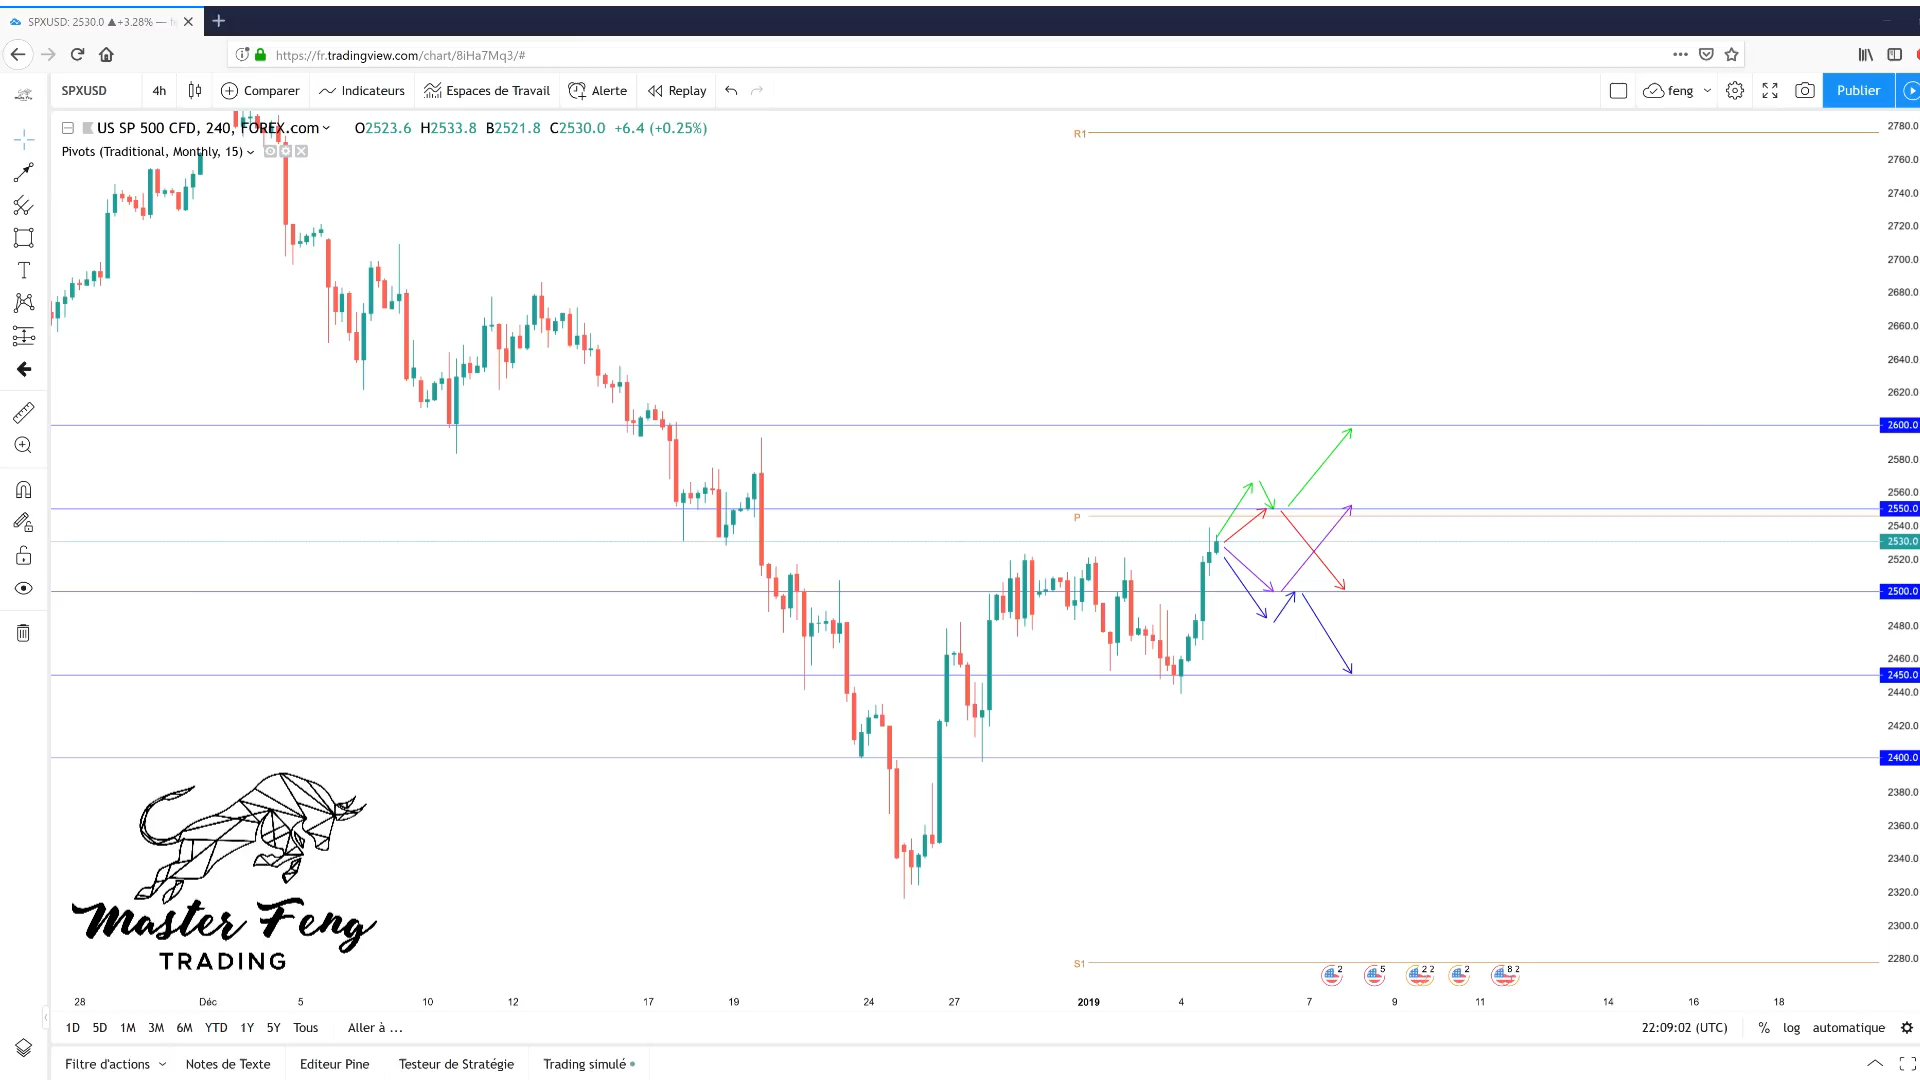 SPXUSD: 2530.0 ▲+3.28% —
https://fr.tradingview.com/chart/8iHa7Mq3/#
SPXUSD 4h Comparer Indicateurs Espaces de Travail Alerte Replay feng Publier
US SP 500 CFD, 240, FOREX.com O2523.6 H2533.8 B2521.8 C2530.0 +6.4 (+0.25%)
Pivots (Traditional, Monthly, 15)
R1
P
S1
2780.0
2760.0
2740.0
2720.0
2700.0
2680.0
2660.0
2640.0
2620.0
2600.0
2580.0
2560.0
2550.0
2540.0
2530.0
2520.0
2500.0
2480.0
2460.0
2450.0
2440.0
2420.0
2400.0
2380.0
2360.0
2340.0
2320.0
2300.0
2280.0
Master Feng
TRADING
2 5 2 2 2 8 2
28 Déc 5 10 12 17 19 24 27 2019 4 7 9 11 14 16 18
1D 5D 1M 3M 6M YTD 1Y 5Y Tous Aller à ... 22:09:02 (UTC) % log automatique
Filtre d'actions Notes de Texte Editeur Pine Testeur de Stratégie Trading simulé